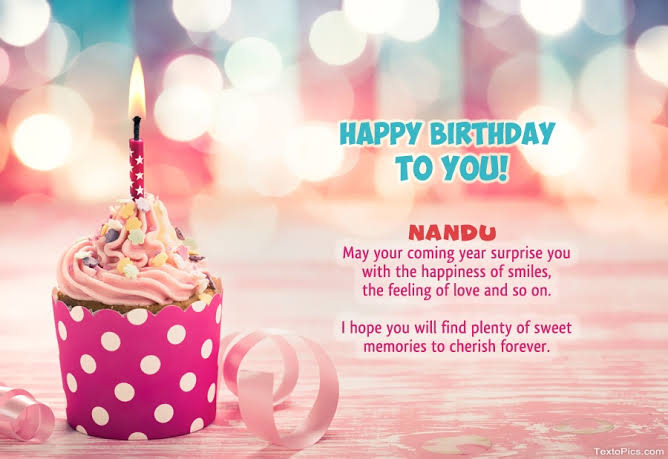 HAPPY BIRTHDAY
TO YOU!
NANDU
May your coming year surprise you
with the happiness of smiles,
the feeling of love and so on.
I hope you will find plenty of sweet
memories to cherish forever.
TextoPics.com